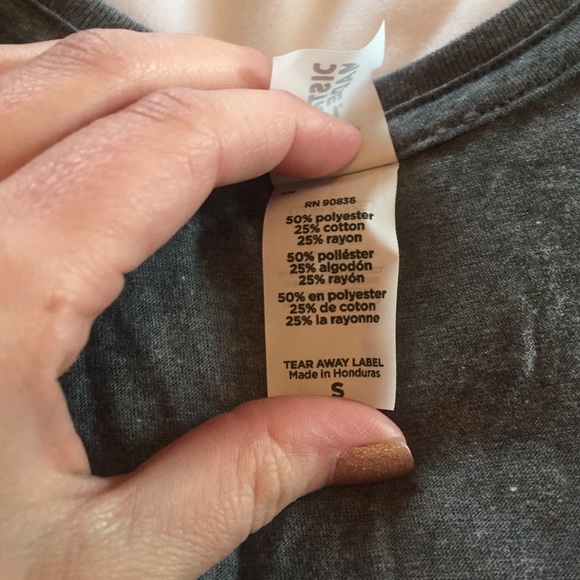 RN 90836
50% polyester
25% cotton
25% rayon
50% poliéster
25% algodón
25% rayón
50% en polyester
25% de coton
25% la rayonne
TEAR AWAY LABEL
Made in Honduras
S